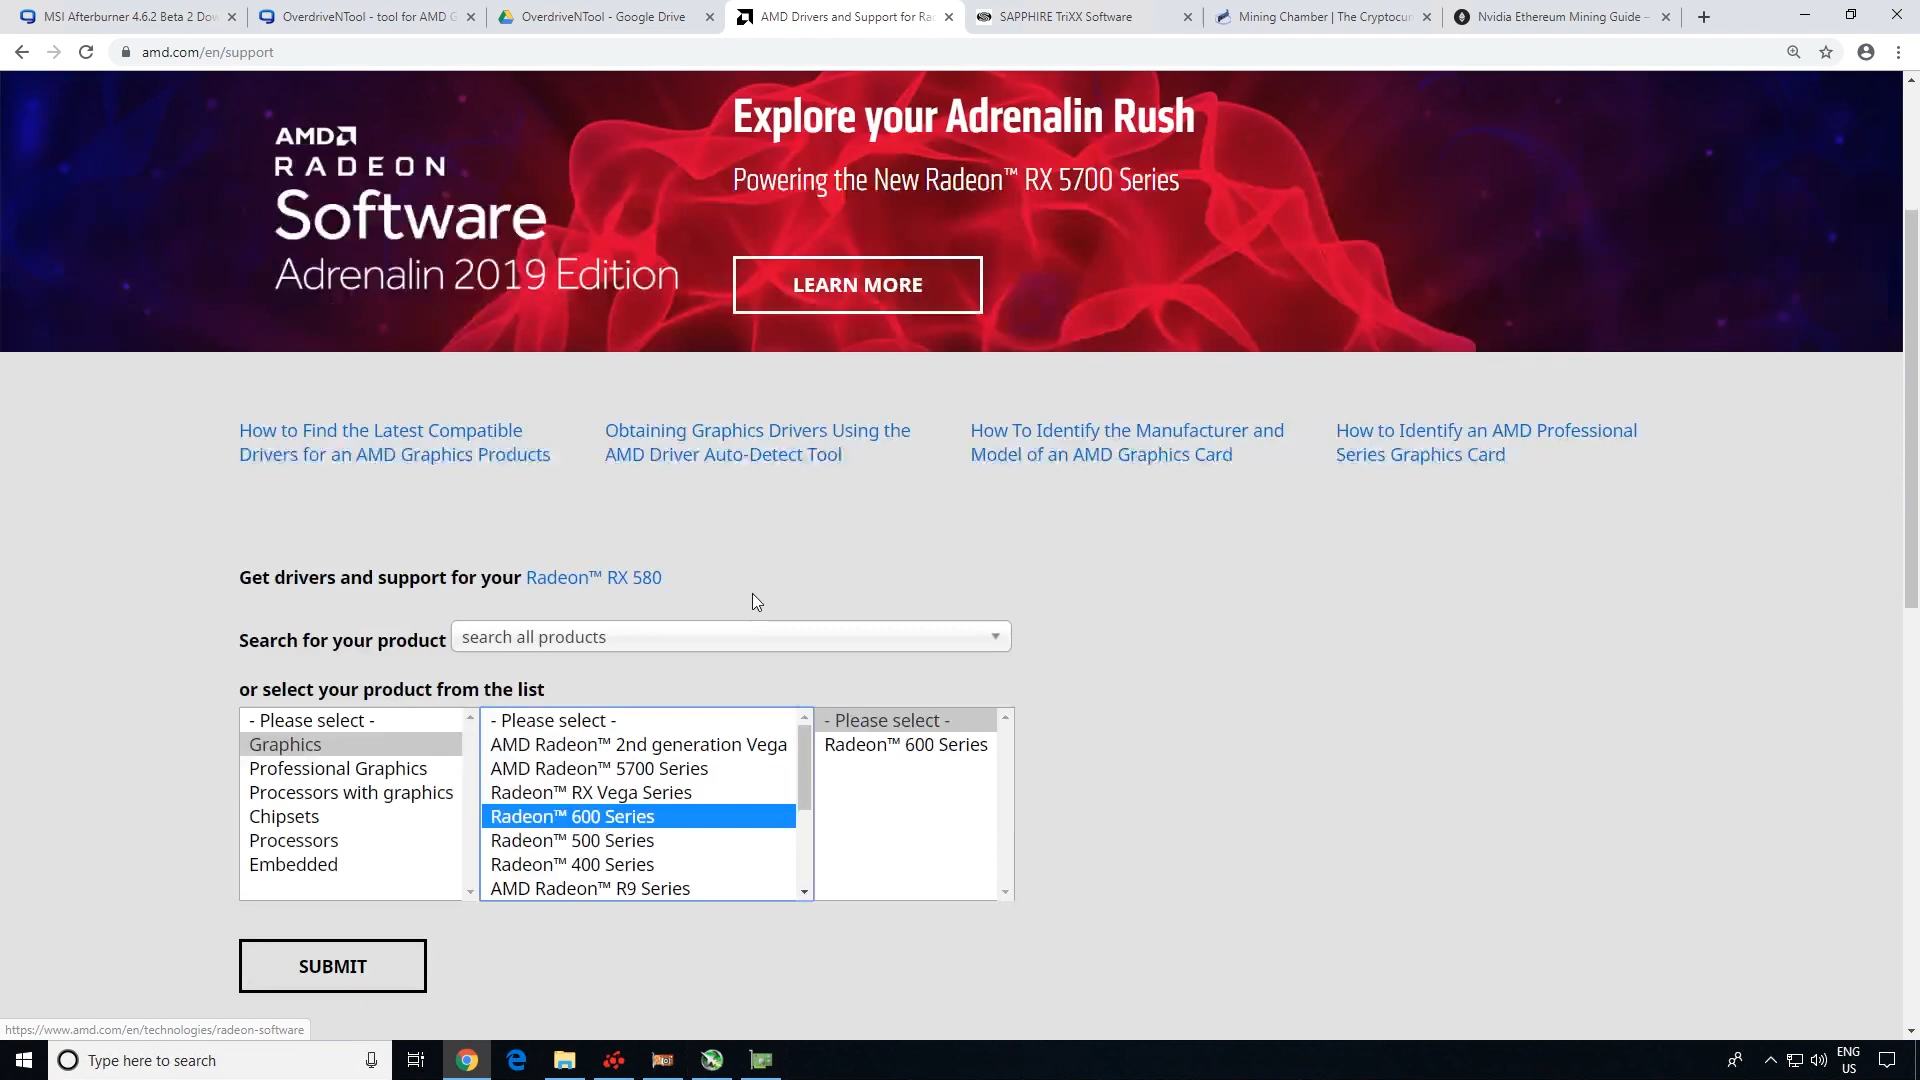 MSI Afterburner 4.6.2 Beta 2 Dow
OverdriveNTool - tool for AMD G
OverdriveNTool - Google Drive
AMD Drivers and Support for Rad
SAPPHIRE TriXX Software
Mining Chamber | The Cryptocur
Nvidia Ethereum Mining Guide -
amd.com/en/support
AMD
RADEON
Software
Adrenalin 2019 Edition
Explore your Adrenalin Rush
Powering the New Radeon™ RX 5700 Series
LEARN MORE
How to Find the Latest Compatible
Drivers for an AMD Graphics Products
Obtaining Graphics Drivers Using the
AMD Driver Auto-Detect Tool
How To Identify the Manufacturer and
Model of an AMD Graphics Card
How to Identify an AMD Professional
Series Graphics Card
Get drivers and support for your Radeon™ RX 580
Search for your product search all products
or select your product from the list
- Please select -
Graphics
Professional Graphics
Processors with graphics
Chipsets
Processors
Embedded
- Please select -
AMD Radeon™ 2nd generation Vega
AMD Radeon™ 5700 Series
Radeon™ RX Vega Series
Radeon™ 600 Series
Radeon™ 500 Series
Radeon™ 400 Series
AMD Radeon™ R9 Series
- Please select -
Radeon™ 600 Series
SUBMIT
https://www.amd.com/en/technologies/radeon-software
Type here to search
ENG
US